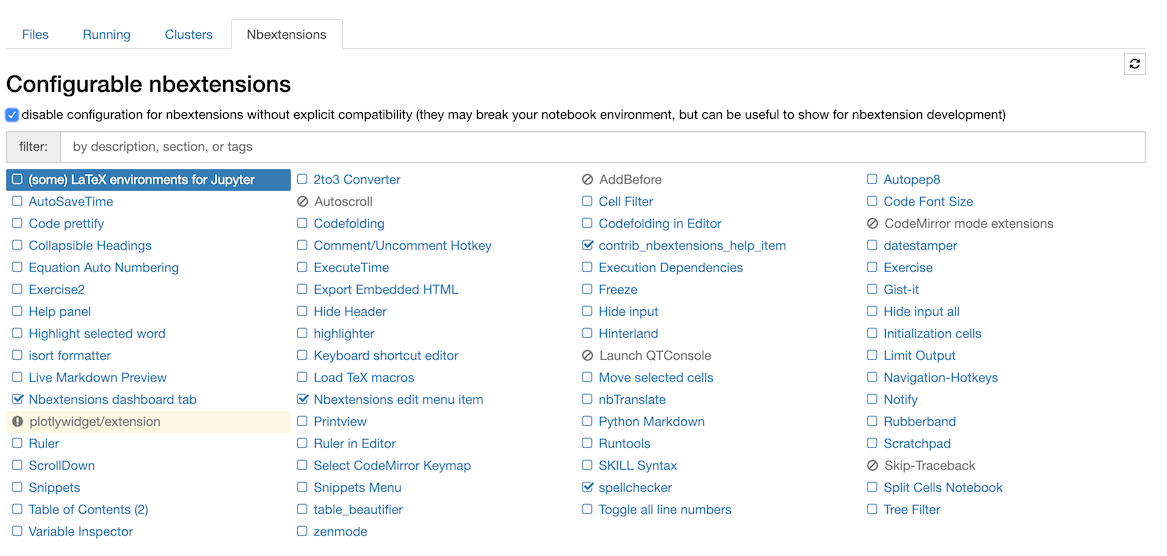 Files Running Clusters Nbextensions
Configurable nbextensions
disable configuration for nbextensions without explicit compatibility (they may break your notebook environment, but can be useful to show for nbextension development)
filter: by description, section, or tags
(some) LaTeX environments for Jupyter 2to3 Converter AddBefore Autopep8
AutoSaveTime Autoscroll Cell Filter Code Font Size
Code prettify Codefolding Codefolding in Editor CodeMirror mode extensions
Collapsible Headings Comment/Uncomment Hotkey contrib_nbextensions_help_item datestamper
Equation Auto Numbering ExecuteTime Execution Dependencies Exercise
Exercise2 Export Embedded HTML Freeze Gist-it
Help panel Hide Header Hide input Hide input all
Highlight selected word highlighter Hinterland Initialization cells
isort formatter Keyboard shortcut editor Launch QTConsole Limit Output
Live Markdown Preview Load TeX macros Move selected cells Navigation-Hotkeys
Nbextensions dashboard tab Nbextensions edit menu item nbTranslate Notify
plotlywidget/extension Printview Python Markdown Rubberband
Ruler Ruler in Editor Runtools Scratchpad
ScrollDown Select CodeMirror Keymap SKILL Syntax Skip-Traceback
Snippets Snippets Menu spellchecker Split Cells Notebook
Table of Contents (2) table_beautifier Toggle all line numbers Tree Filter
Variable Inspector zenmode